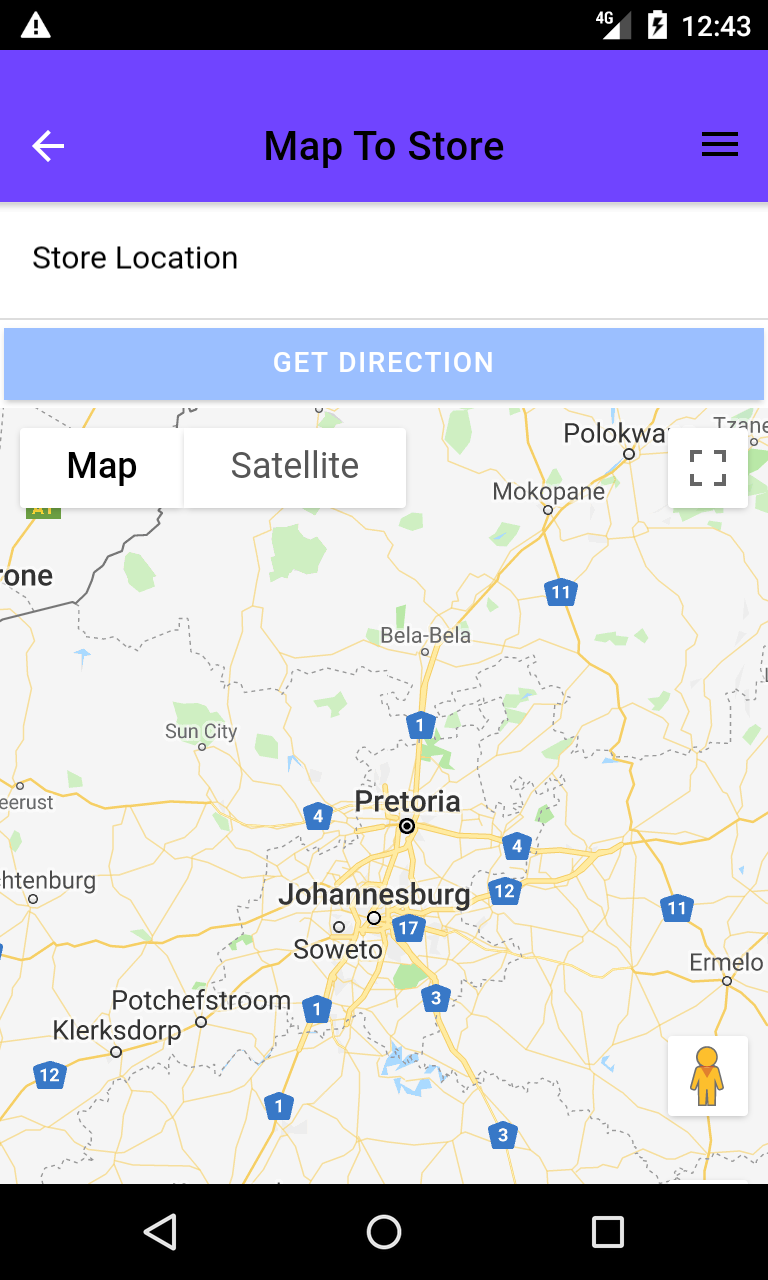 4G 12:43
Map To Store
Store Location
GET DIRECTION
Map Satellite
A1
Polokwa
Tzane
Mokopane
rone
11
Bela-Bela
1
Sun City
eerust
Pretoria
4
4
chtenburg
Johannesburg
12
17
11
Soweto
Ermelo
Potchefstroom
1
3
Klerksdorp
12
1
3